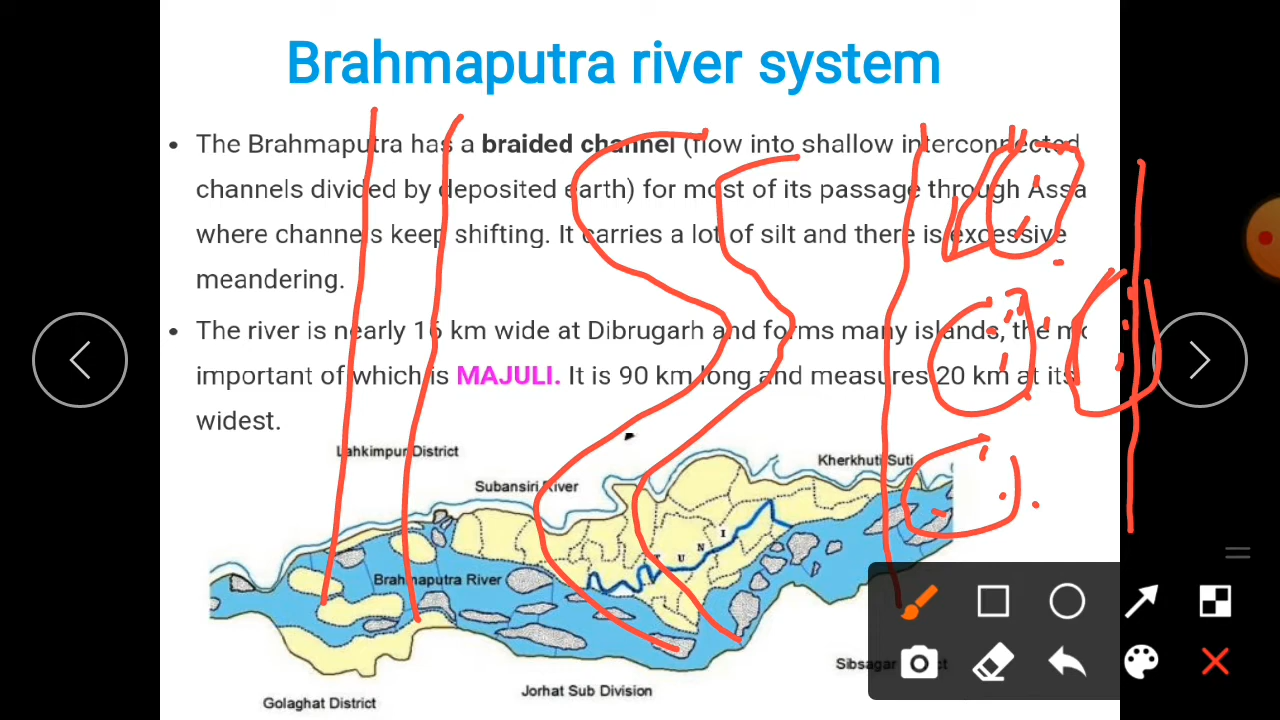 Brahmaputra river system
• The Brahmaputra has a braided channel (flow into shallow interconnected
channels divided by deposited earth) for most of its passage through Assa
where channels keep shifting. It carries a lot of silt and there is excessive
meandering.
• The river is nearly 16 km wide at Dibrugarh and forms many islands, the mo
important of which is MAJULI. It is 90 km long and measures 20 km at its
widest.
Lahkimpur District
Kherkhuti Suti
Subansiri River
U N I
Brahmaputra River
Sibsagar
Jorhat Sub Division
Golaghat District